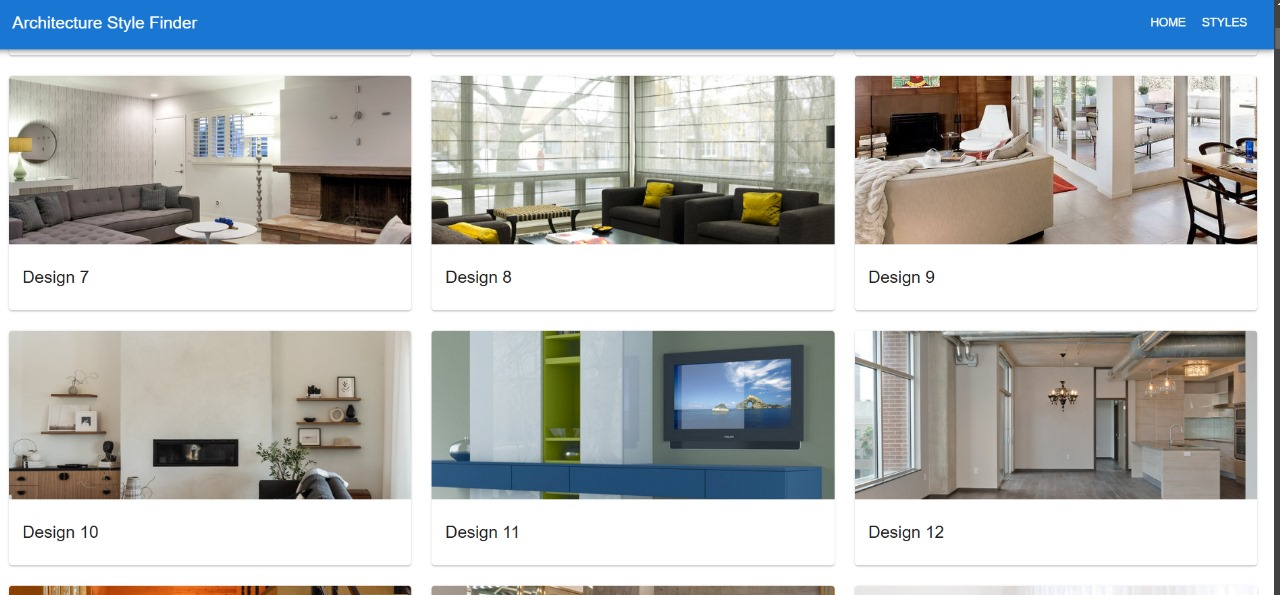 Architecture Style Finder
HOME STYLES
Design 7
Design 8
Design 9
Design 10
Design 11
Design 12